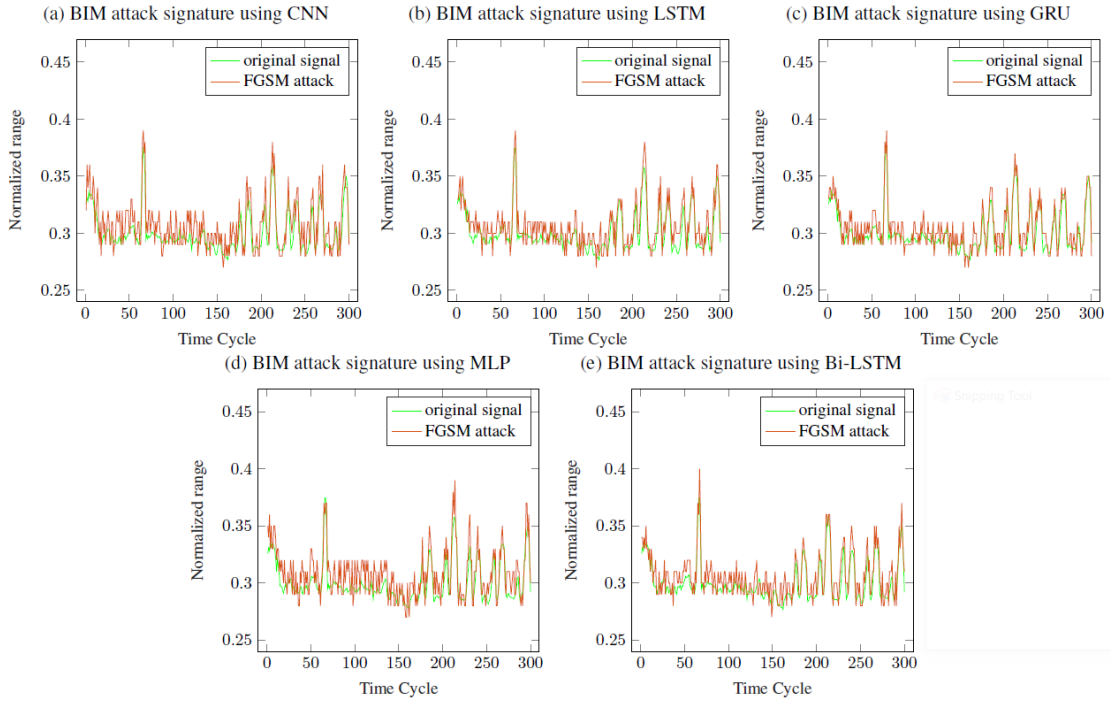 (a) BIM attack signature using CNN
0.45
0.4
0.35
0.3
0.25
Normalized range
original signal
FGSM attack
0 50 100 150 200 250 300
Time Cycle
(b) BIM attack signature using LSTM
0.45
0.4
0.35
0.3
0.25
Normalized range
original signal
FGSM attack
0 50 100 150 200 250 300
Time Cycle
(c) BIM attack signature using GRU
0.45
0.4
0.35
0.3
0.25
Normalized range
original signal
FGSM attack
0 50 100 150 200 250 300
Time Cycle
(d) BIM attack signature using MLP
0.45
0.4
0.35
0.3
0.25
Normalized range
original signal
FGSM attack
0 50 100 150 200 250 300
Time Cycle
(e) BIM attack signature using Bi-LSTM
0.45
0.4
0.35
0.3
0.25
Normalized range
original signal
FGSM attack
0 50 100 150 200 250 300
Time Cycle
Snipping Tool